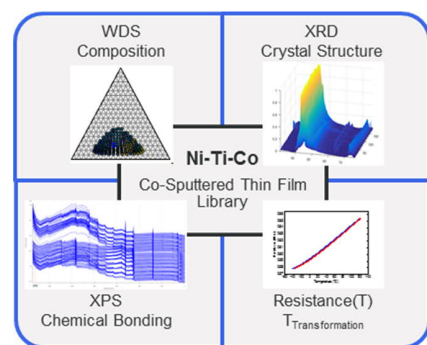 WDS
Composition
XRD
Crystal Structure
Ni-Ti-Co
Co-Sputtered Thin Film
Library
XPS
Chemical Bonding
Resistance(T)
TTransformation